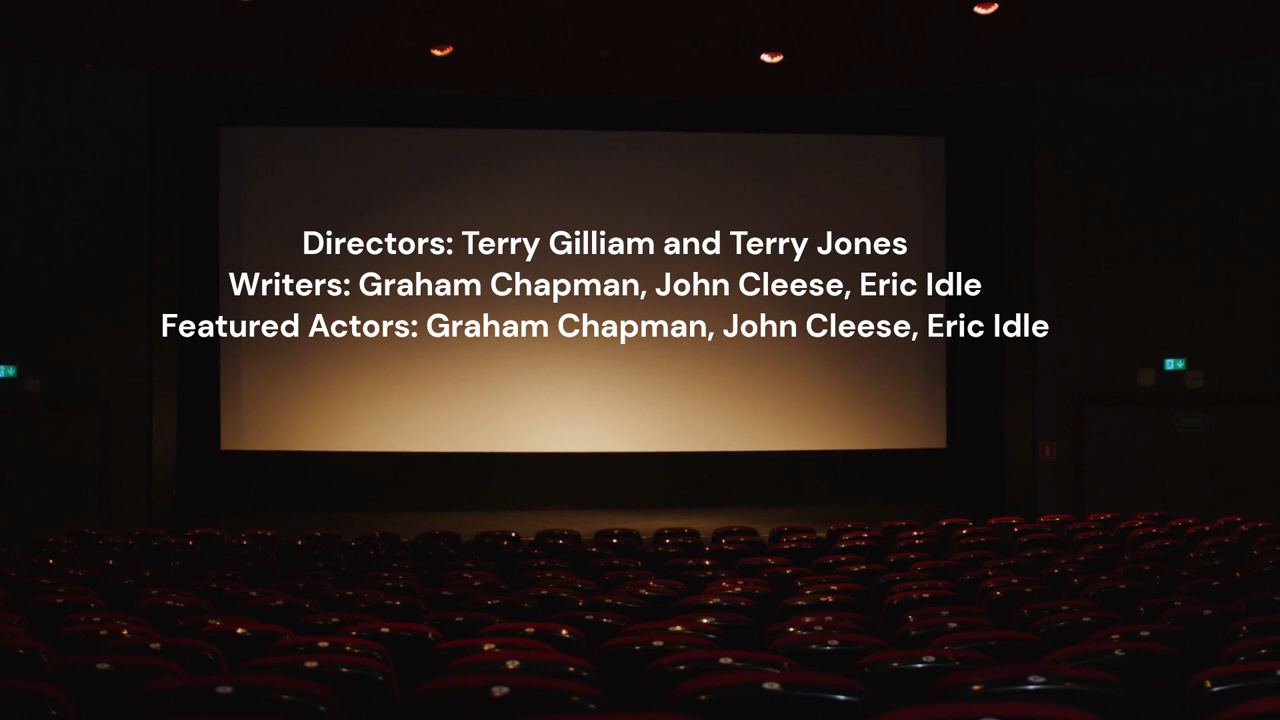 Directors: Terry Gilliam and Terry Jones
Writers: Graham Chapman, John Cleese, Eric Idle
Featured Actors: Graham Chapman, John Cleese, Eric Idle